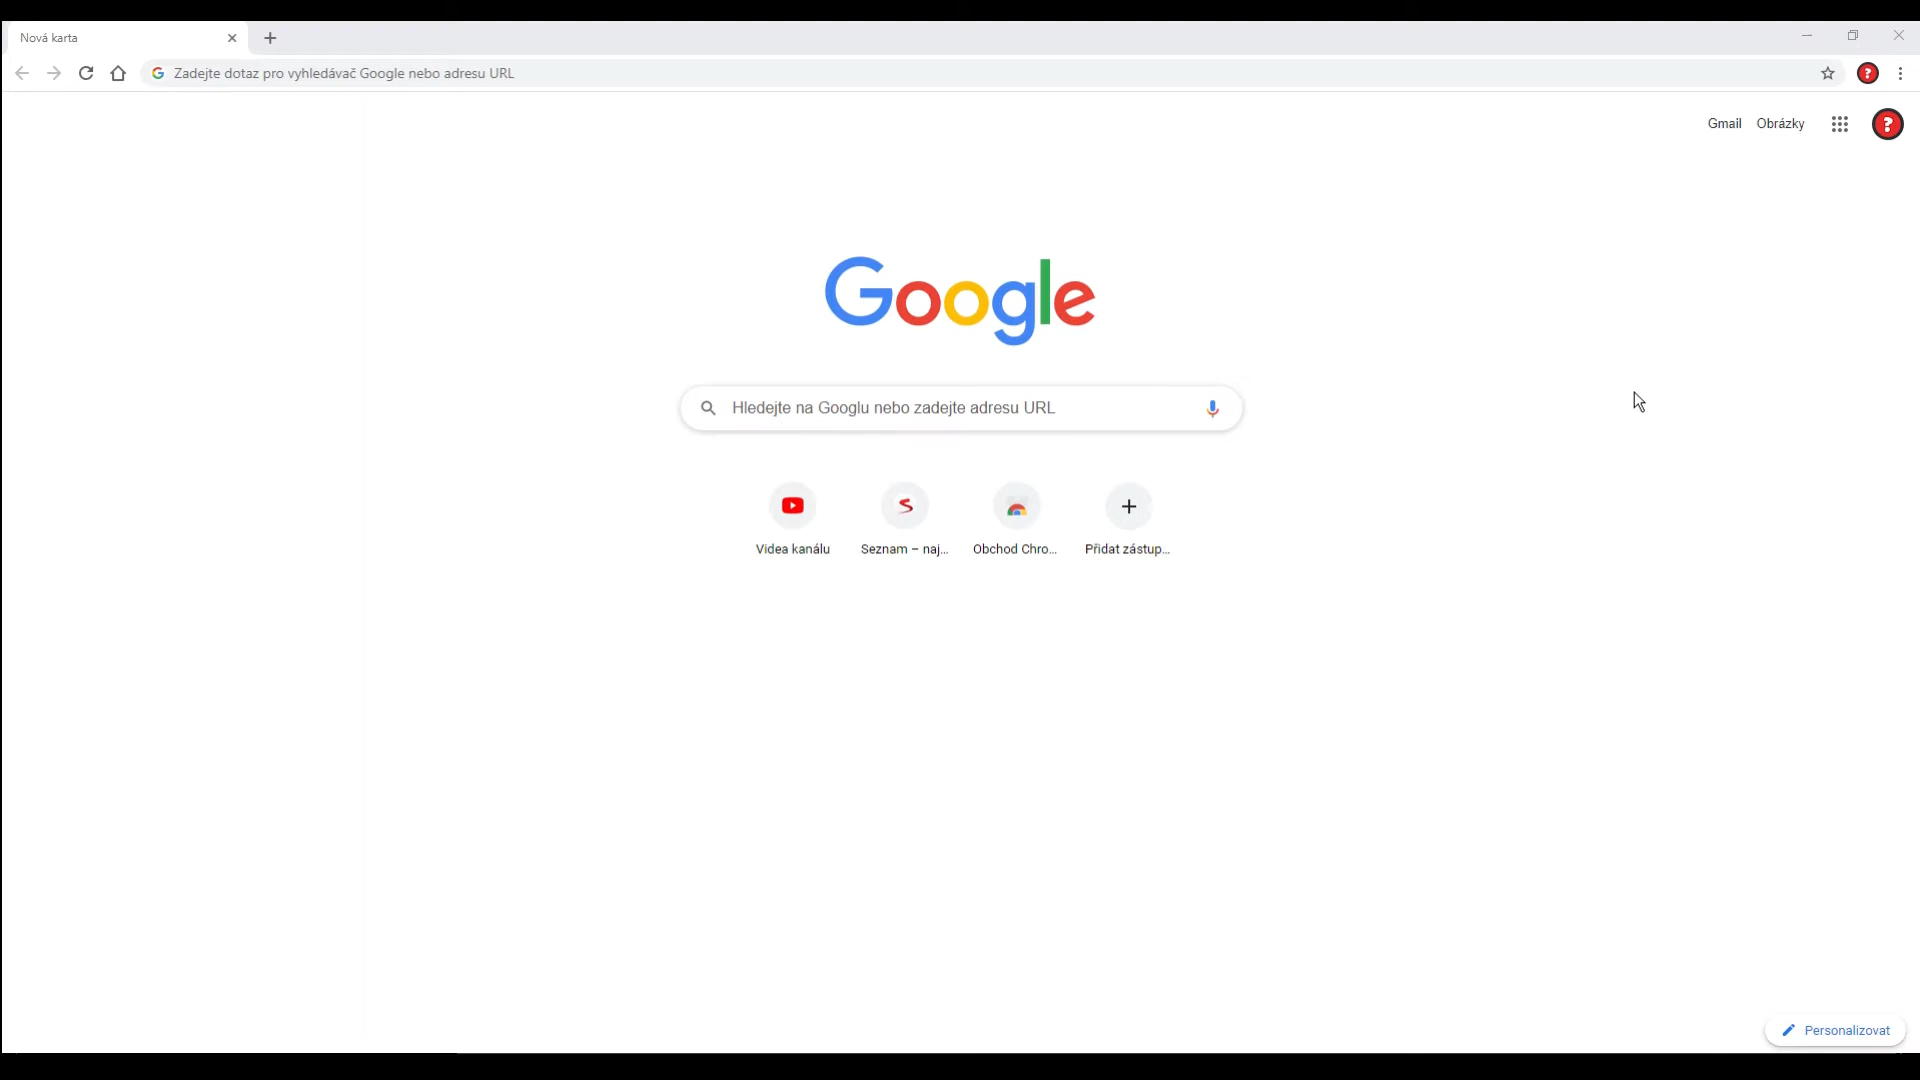 Nová karta
Zadejte dotaz pro vyhledávač Google nebo adresu URL
Gmail Obrázky
Google
Hledejte na Googlu nebo zadejte adresu URL
Videa kanálu Seznam – naj... Obchod Chro... Přidat zástup...
Personalizovat